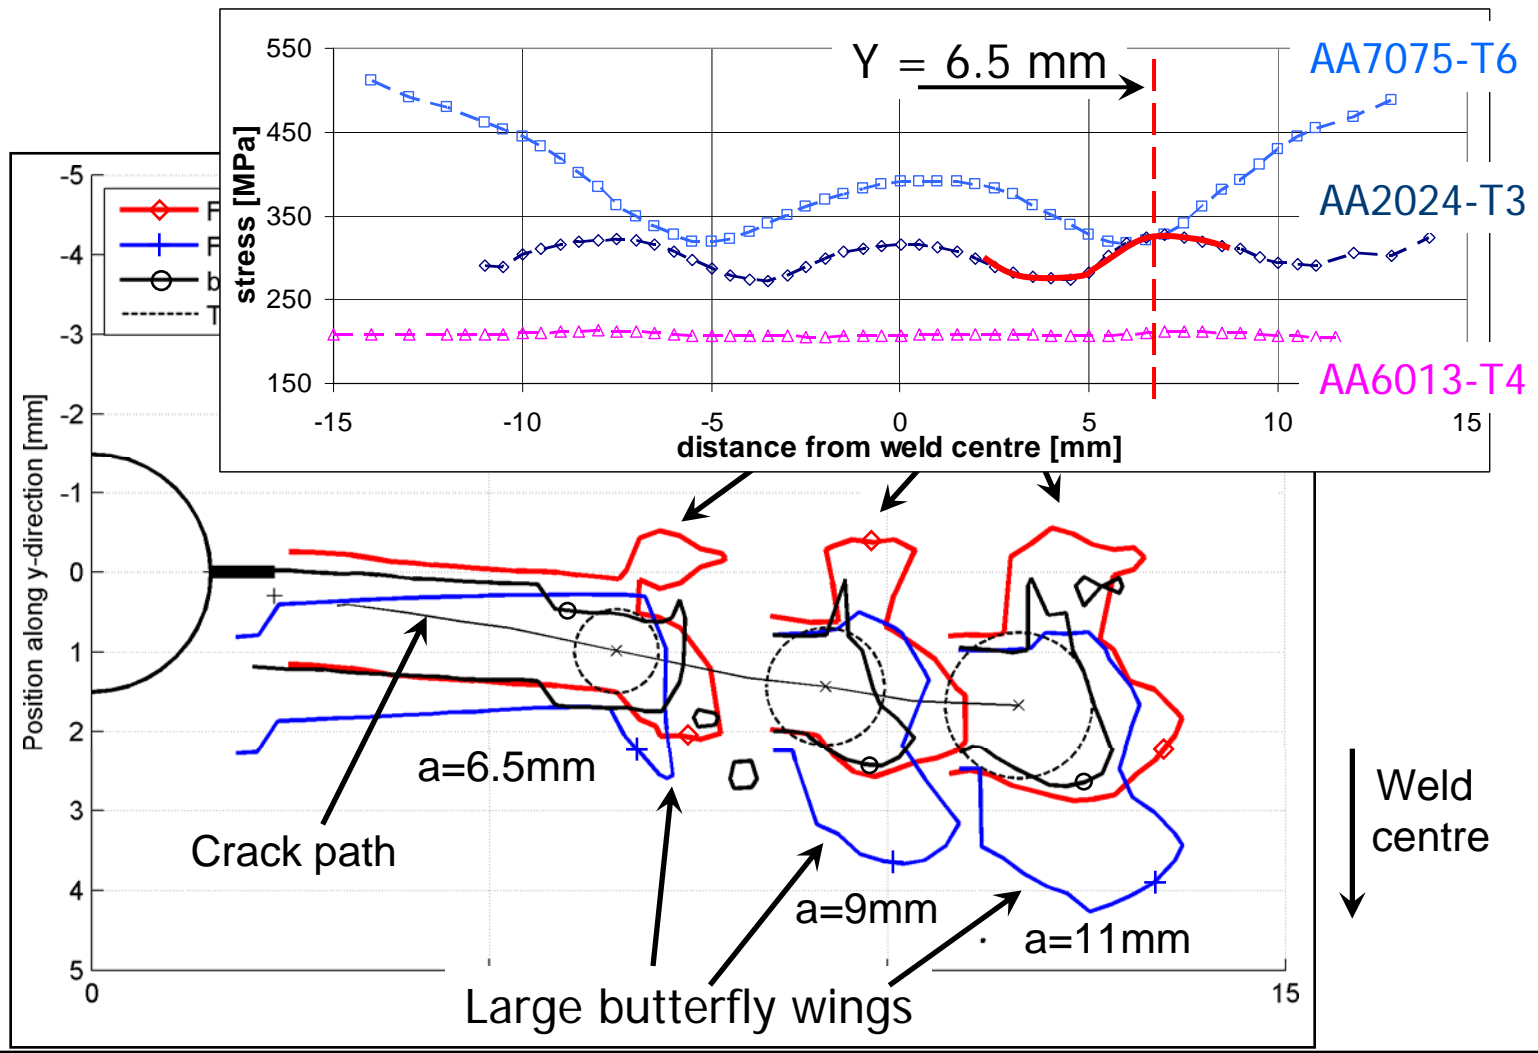 550
450
350
250
150
stress [MPa]
Y = 6.5 mm
AA7075-T6
AA2024-T3
AA6013-T4
-15
-10
-5
0
5
10
15
distance from weld centre [mm]
-5
-4
-3
-2
-1
0
1
2
3
4
5
Position along y-direction [mm]
F
F
b
T
a=6.5mm
Crack path
a=9mm
a=11mm
Large butterfly wings
Weld
centre
0
15